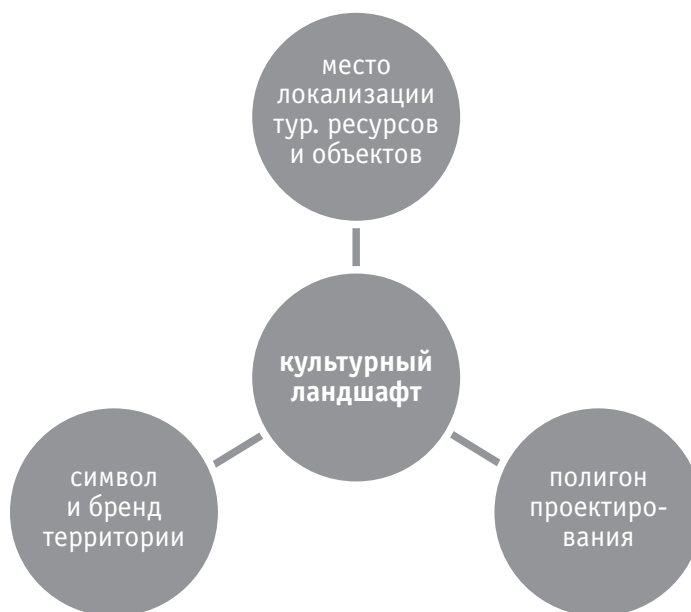 место
локализации
тур. ресурсов
и объектов
культурный
ландшафт
символ
и бренд
территории
полигон
проектиро-
вания